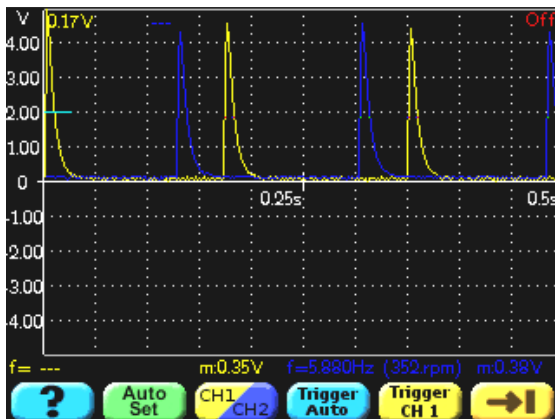 V 0.17V --- Off
4.00
3.00
2.00
1.00
0
0.25s 0.5s
-1.00
-2.00
-3.00
-4.00
f= --- m:0.35V f=5.880Hz (352.rpm) m:0.38V
? Auto Set CH1 CH2 Trigger Auto Trigger CH 1